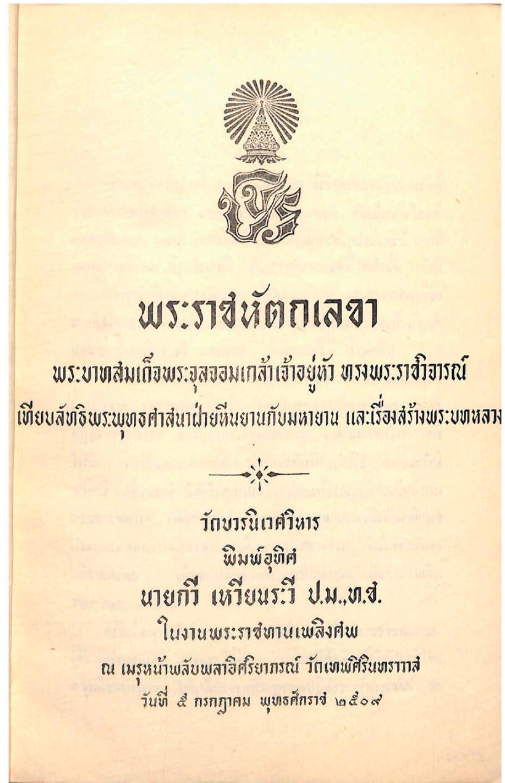 พระราชหัตถเลขา
พระบาทสมเด็จพระจุลจอมเกล้าเจ้าอยู่หัว ทรงพระราชวิจารณ์
เทียบลัทธิพระพุทธศาสนาฝ่ายหีนยานกับมหายาน และเรื่องสร้างพระบทหลวง
วัดบวรนิเวศวิหาร
พิมพ์อุทิศ
นายกวี เหวียนระวี ป.ม.,ท.ช.
ในงานพระราชทานเพลิงศพ
ณ เมรุหน้าพลับพลาอิศริยาภรณ์ วัดเทพศิรินทราวาส
วันที่ ๕ กรกฎาคม พุทธศักราช ๒๕๐๙